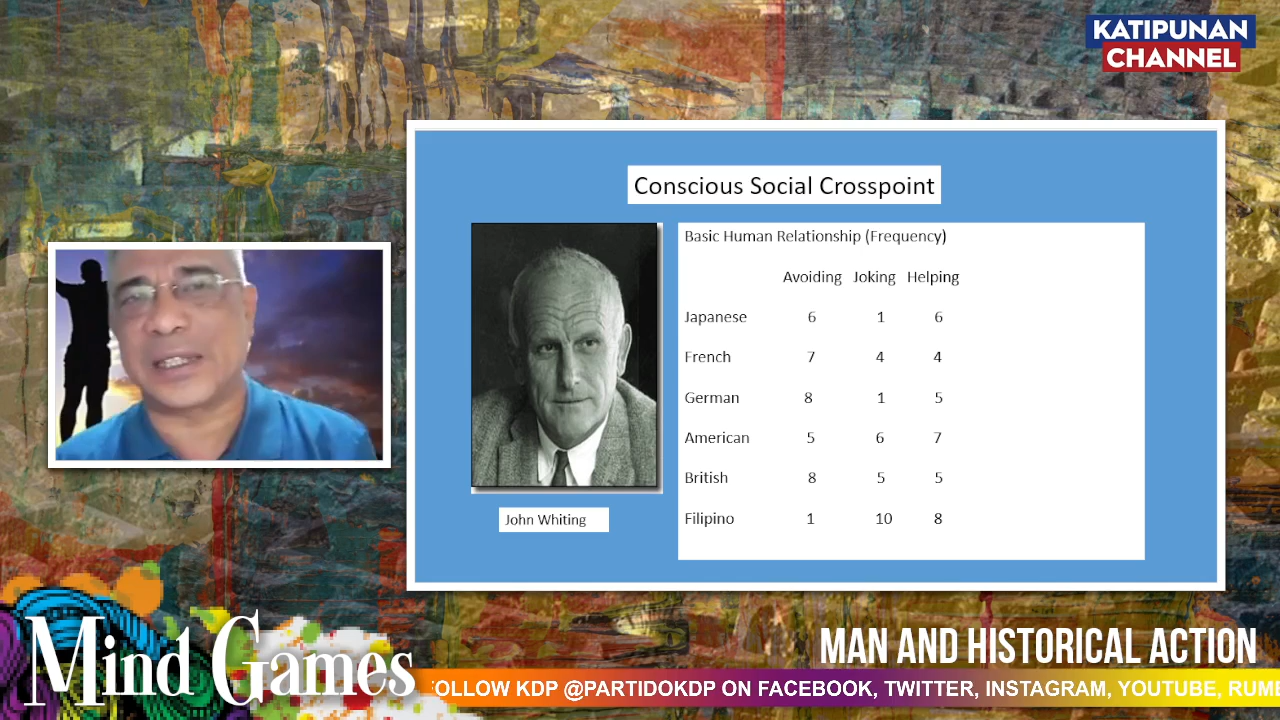 KATIPUNAN
CHANNEL
Conscious Social Crosspoint
Basic Human Relationship (Frequency)
Avoiding Joking Helping
Japanese 6 1 6
French 7 4 4
German 8 1 5
American 5 6 7
British 8 5 5
Filipino 1 10 8
John Whiting
Mind Games
MAN AND HISTORICAL ACTION
OLLOW KDP @PARTIDOKDP ON FACEBOOK, TWITTER, INSTAGRAM, YOUTUBE, RUM